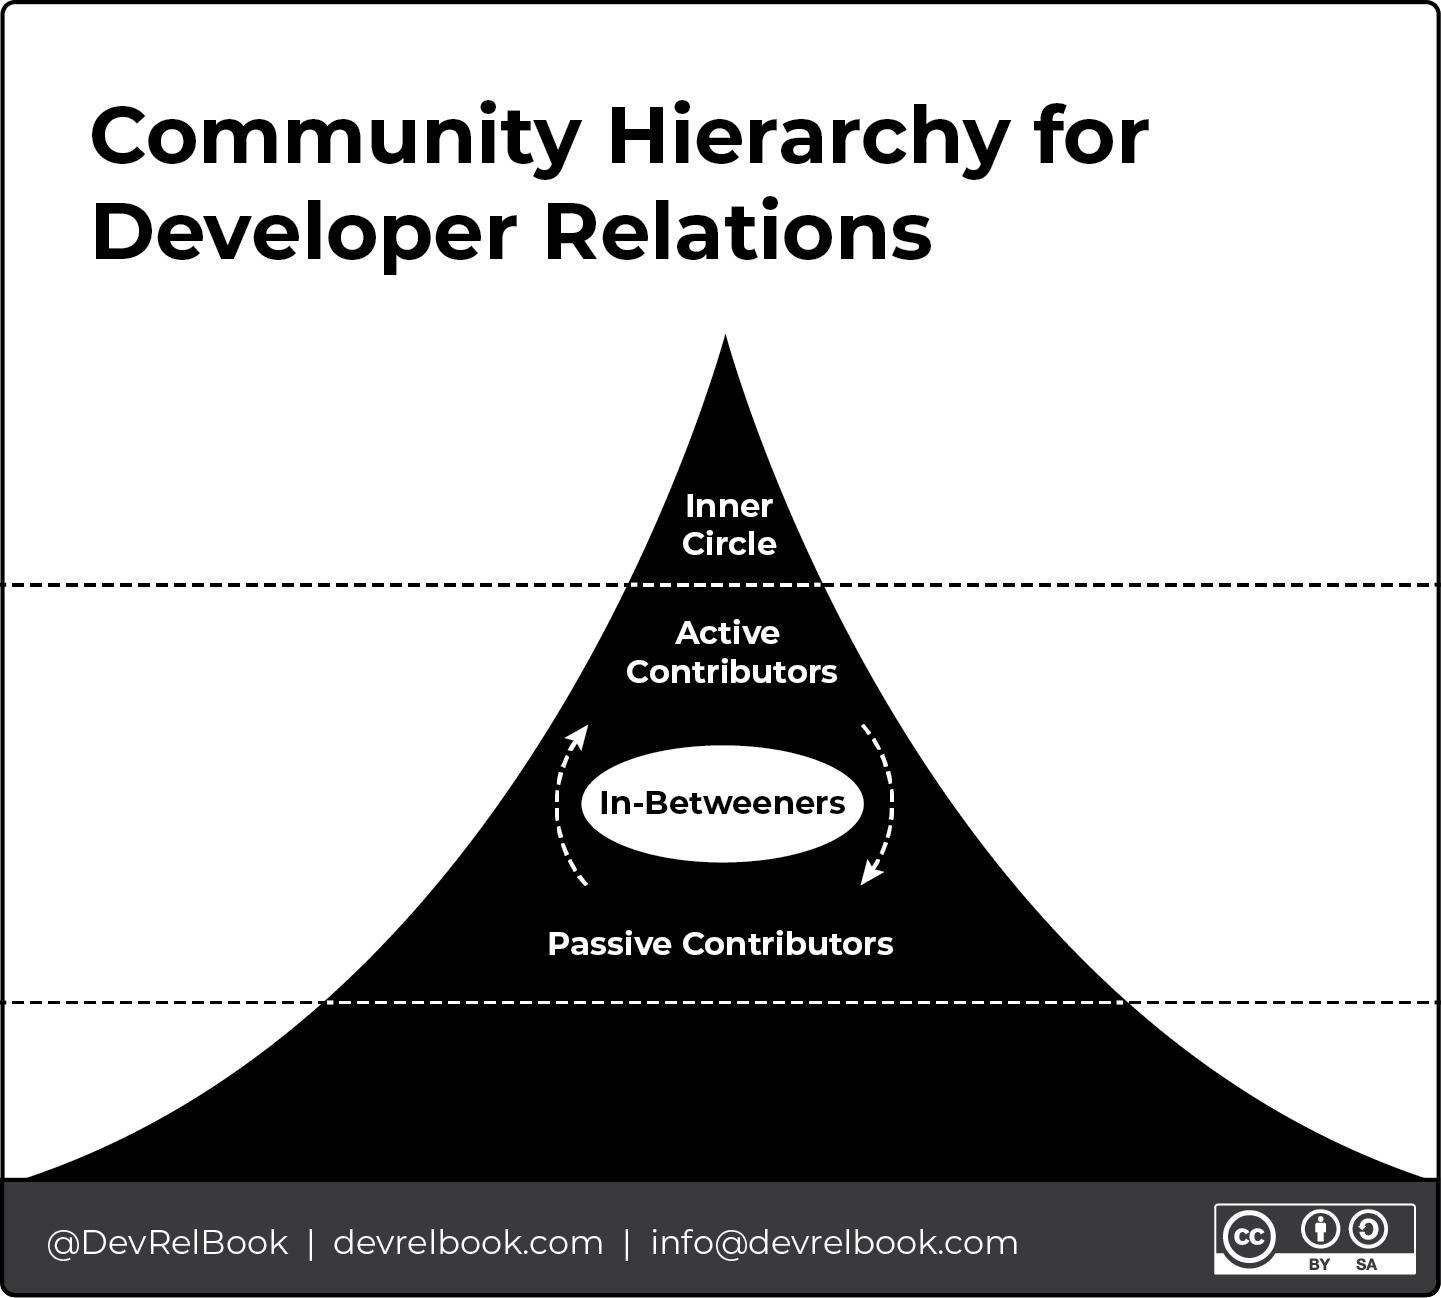 Community Hierarchy for
Developer Relations
Inner
Circle
Active
Contributors
In-Betweeners
Passive Contributors
@DevRelBook | devrelbook.com | info@devrelbook.com
CC
BY SA